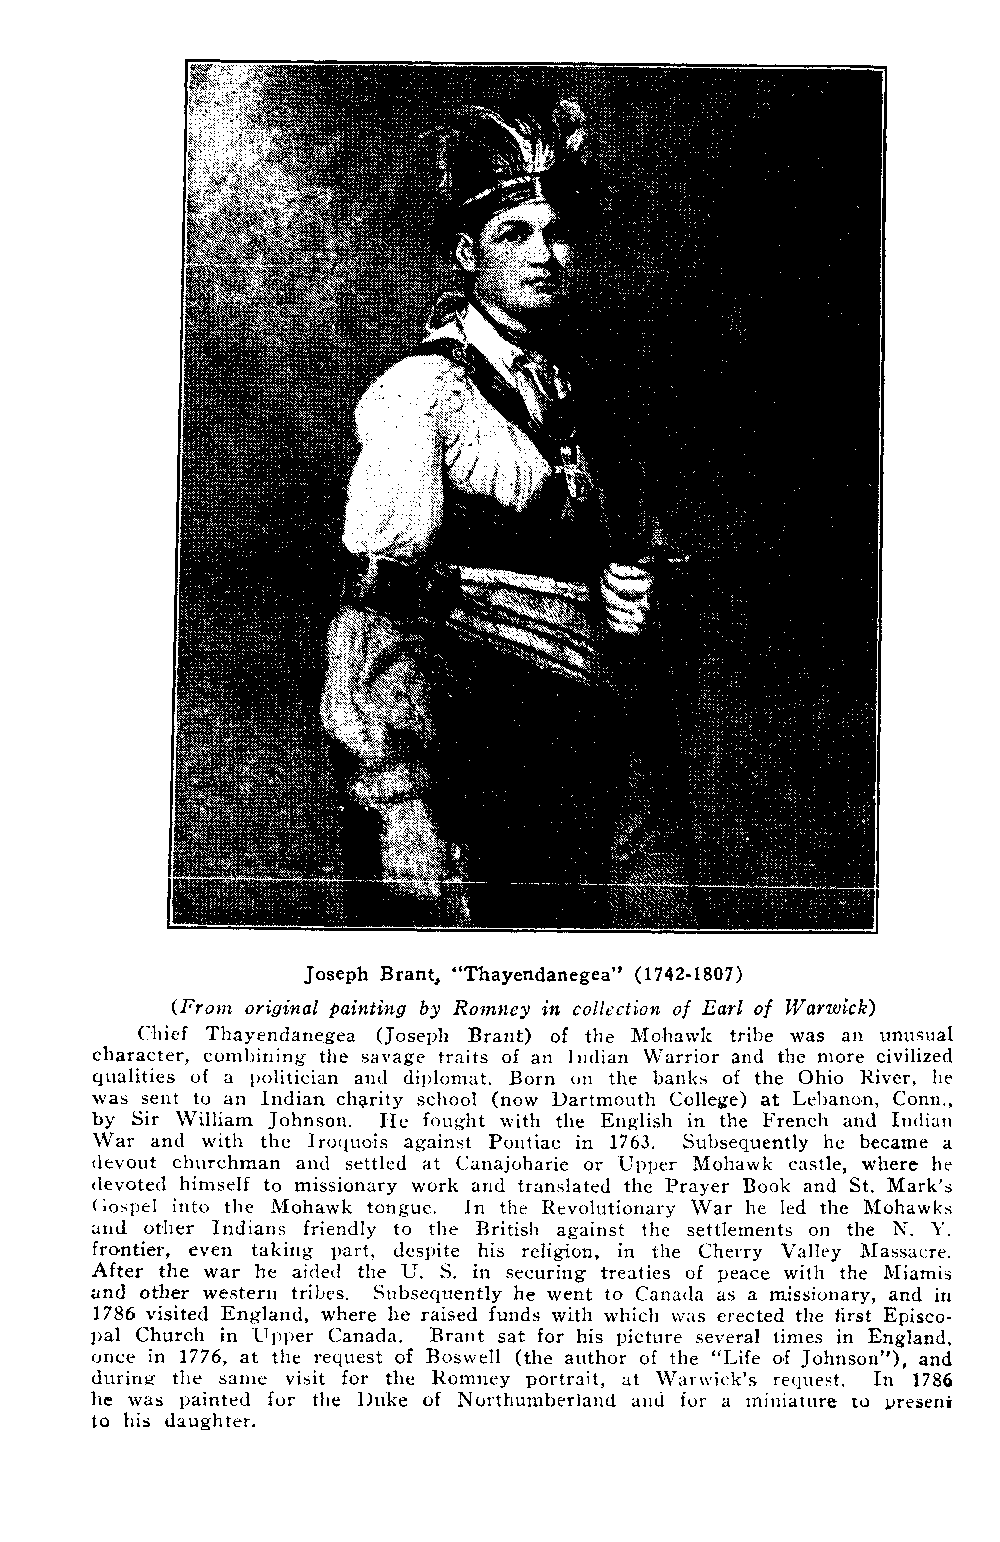 Joseph Brant, "Thayendanegea" (1742-1807)
(From original painting by Romney in collection of Earl of Warwick)
Chief Thayendanegea (Joseph Brant) of the Mohawk tribe was an unusual
character, combining the savage traits of an Indian Warrior and the more civilized
qualities of a politician and diplomat. Born on the banks of the Ohio River, he
was sent to an Indian charity school (now Dartmouth College) at Lebanon, Conn.,
by Sir William Johnson. He fought with the English in the French and Indian
War and with the Iroquois against Pontiac in 1763. Subsequently he became a
devout churchman and settled at Canajoharie or Upper Mohawk castle, where he
devoted himself to missionary work and translated the Prayer Book and St. Mark's
Gospel into the Mohawk tongue. In the Revolutionary War he led the Mohawks
and other Indians friendly to the British against the settlements on the N. Y.
frontier, even taking part, despite his religion, in the Cherry Valley Massacre.
After the war he aided the U. S. in securing treaties of peace with the Miamis
and other western tribes. Subsequently he went to Canada as a missionary, and in
1786 visited England, where he raised funds with which was erected the first Episco-
pal Church in Upper Canada. Brant sat for his picture several times in England,
once in 1776, at the request of Boswell (the author of the "Life of Johnson"), and
during the same visit for the Romney portrait, at Warwick's request. In 1786
he was painted for the Duke of Northumberland and for a miniature to present
to his daughter.